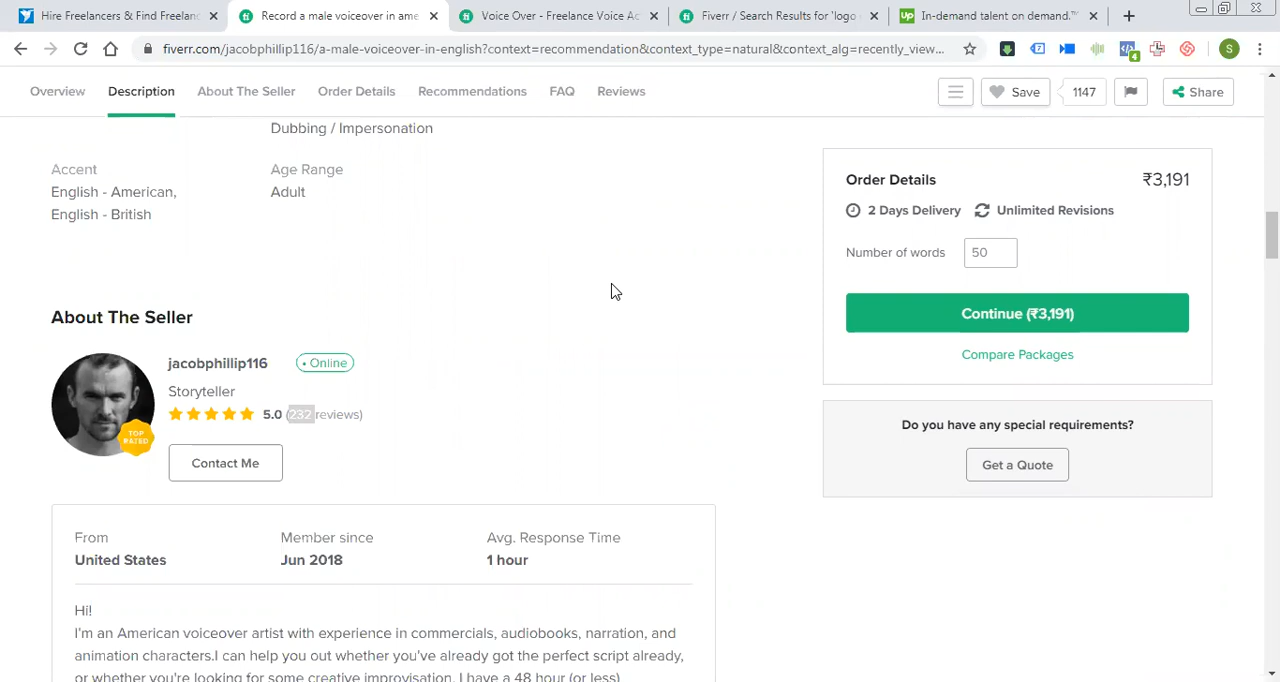 Hire Freelancers & Find Freelan
Record a male voiceover in ame
Voice Over - Freelance Voice Ac
Fiverr / Search Results for 'logo
In-demand talent on demand.™
fiverr.com/jacobphillip116/a-male-voiceover-in-english?context=recommendation&context_type=natural&context_alg=recently_view...
Overview
Description
About The Seller
Order Details
Recommendations
FAQ
Reviews
Save
1147
Share
Dubbing / Impersonation
Accent
Age Range
English - American,
Adult
English - British
Order Details
₹3,191
2 Days Delivery
Unlimited Revisions
Number of words
50
Continue (₹3,191)
Compare Packages
Do you have any special requirements?
Get a Quote
About The Seller
jacobphillip116
• Online
Storyteller
5.0 (232 reviews)
TOP
RATED
Contact Me
From
Member since
Avg. Response Time
United States
Jun 2018
1 hour
Hi!
I'm an American voiceover artist with experience in commercials, audiobooks, narration, and
animation characters.I can help you out whether you've already got the perfect script already,
or whether you're looking for some creative improvisation. I have a 48 hour (or less)